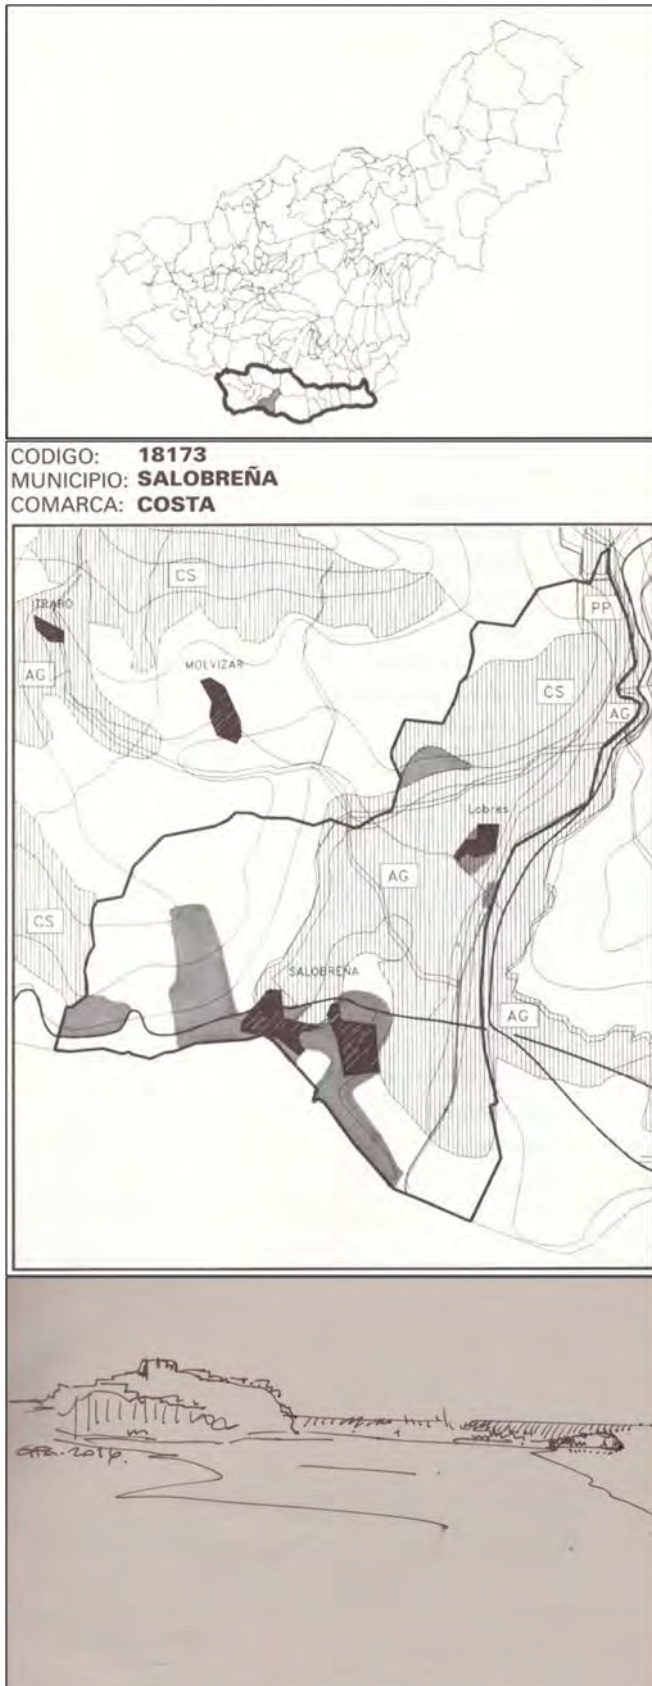 CODIGO: 18173
MUNICIPIO: SALOBREÑA
COMARCA: COSTA
CS
PP
ITRABO
MOLVIZAR
AG
CS
AG
Lobres
AG
CS
SALOBREÑA
AG